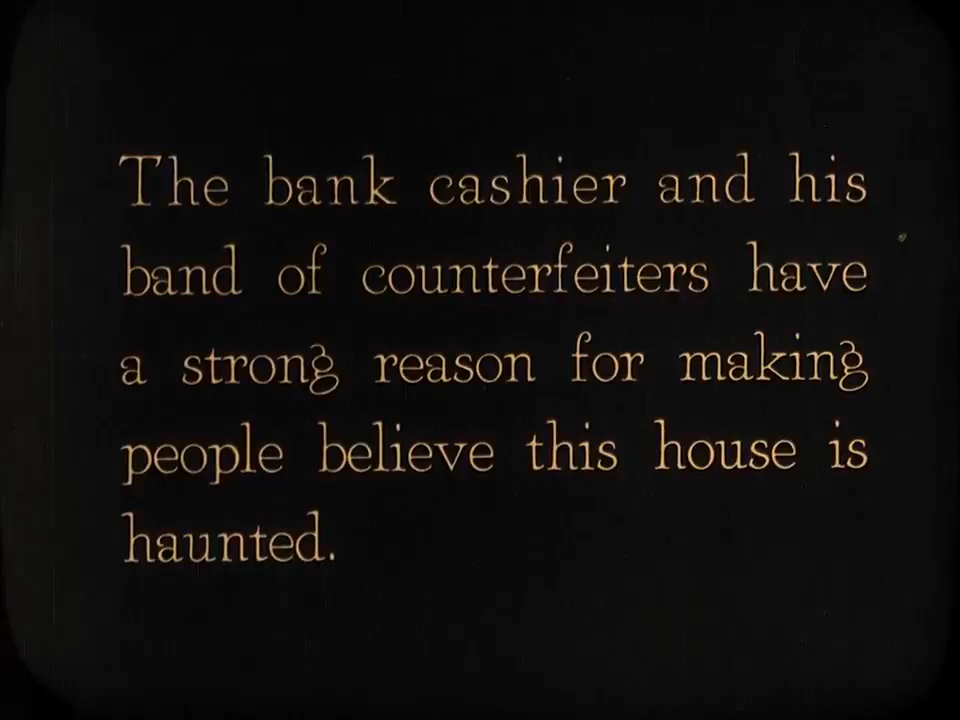 The bank cashier and his
band of counterfeiters have
a strong reason for making
people believe this house is
haunted.